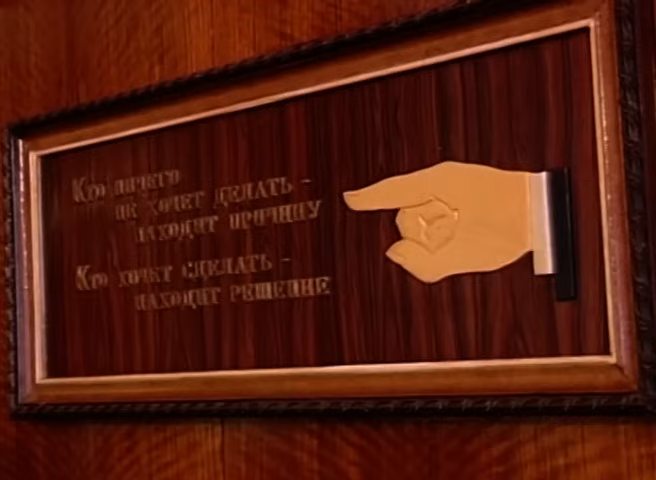 Кто ничего
не хочет делать -
находит причину
Кто хочет сделать -
находит решение